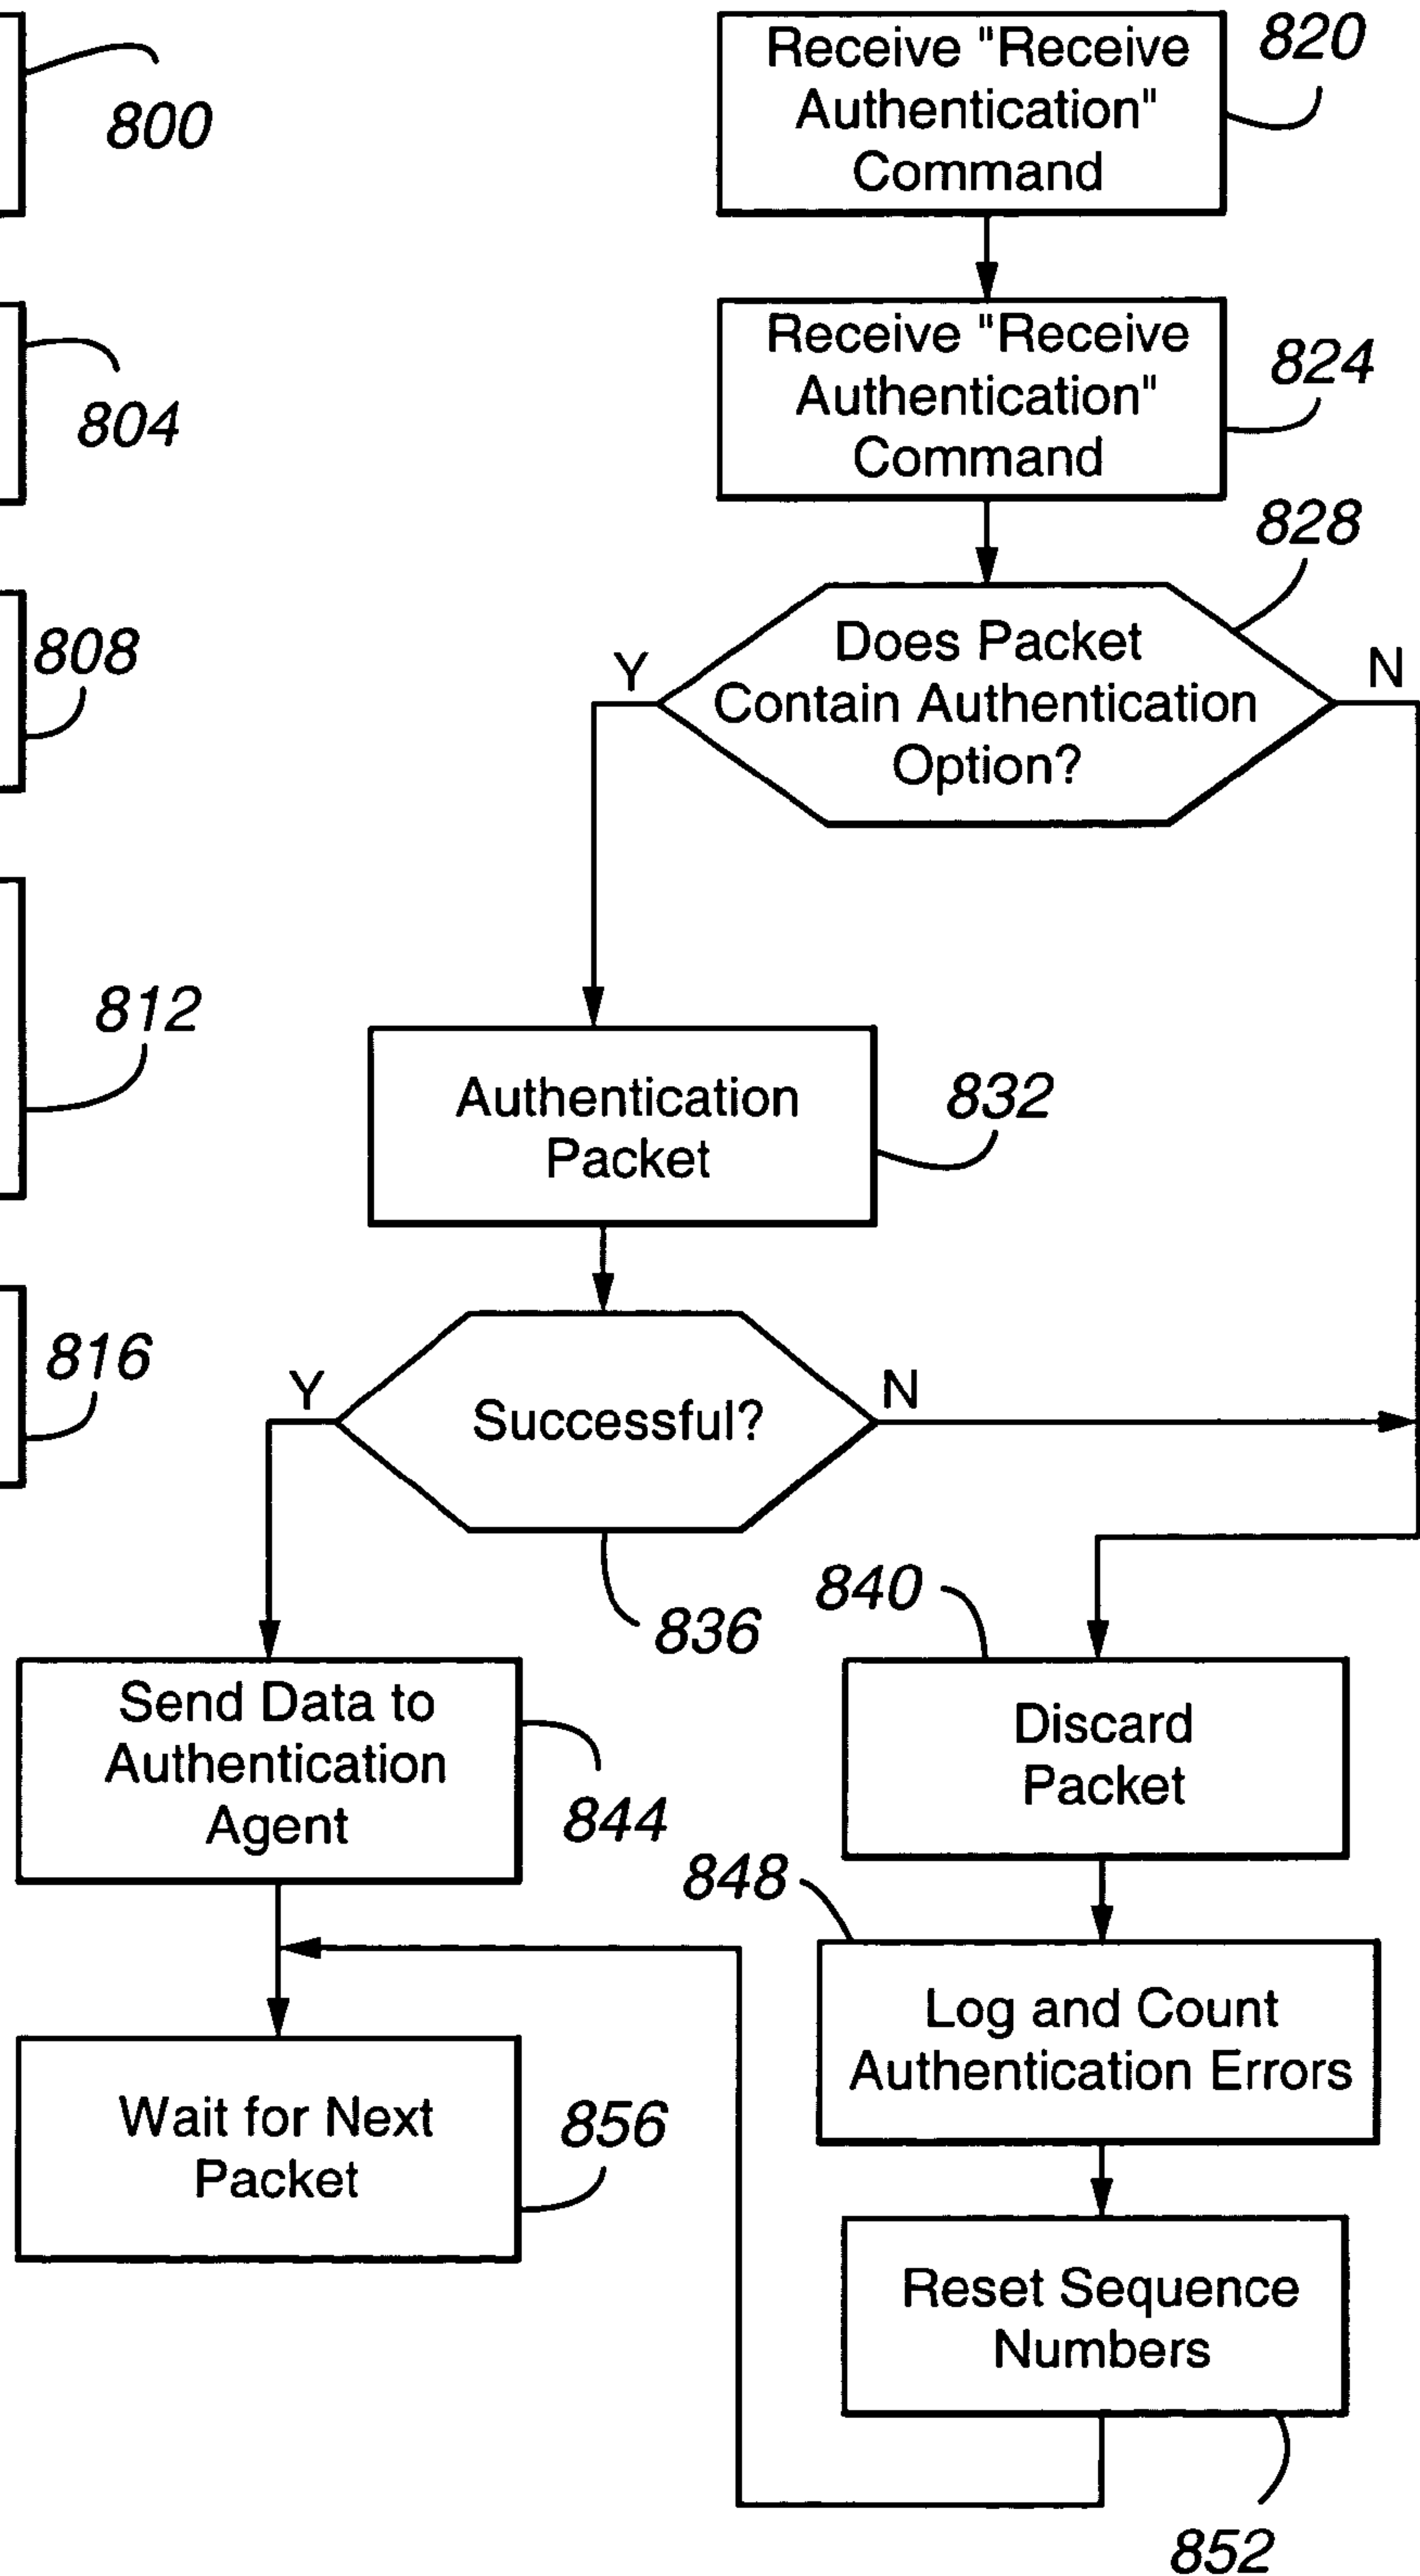 800
804
808
812
816
Receive "Receive
Authentication"
Command
820
Receive "Receive
Authentication"
Command
824
828
Does Packet
Contain Authentication
Option?
Y
N
Authentication
Packet
832
Successful?
Y
N
836
840
Send Data to
Authentication
Agent
844
Discard
Packet
848
Log and Count
Authentication Errors
Wait for Next
Packet
856
Reset Sequence
Numbers
852